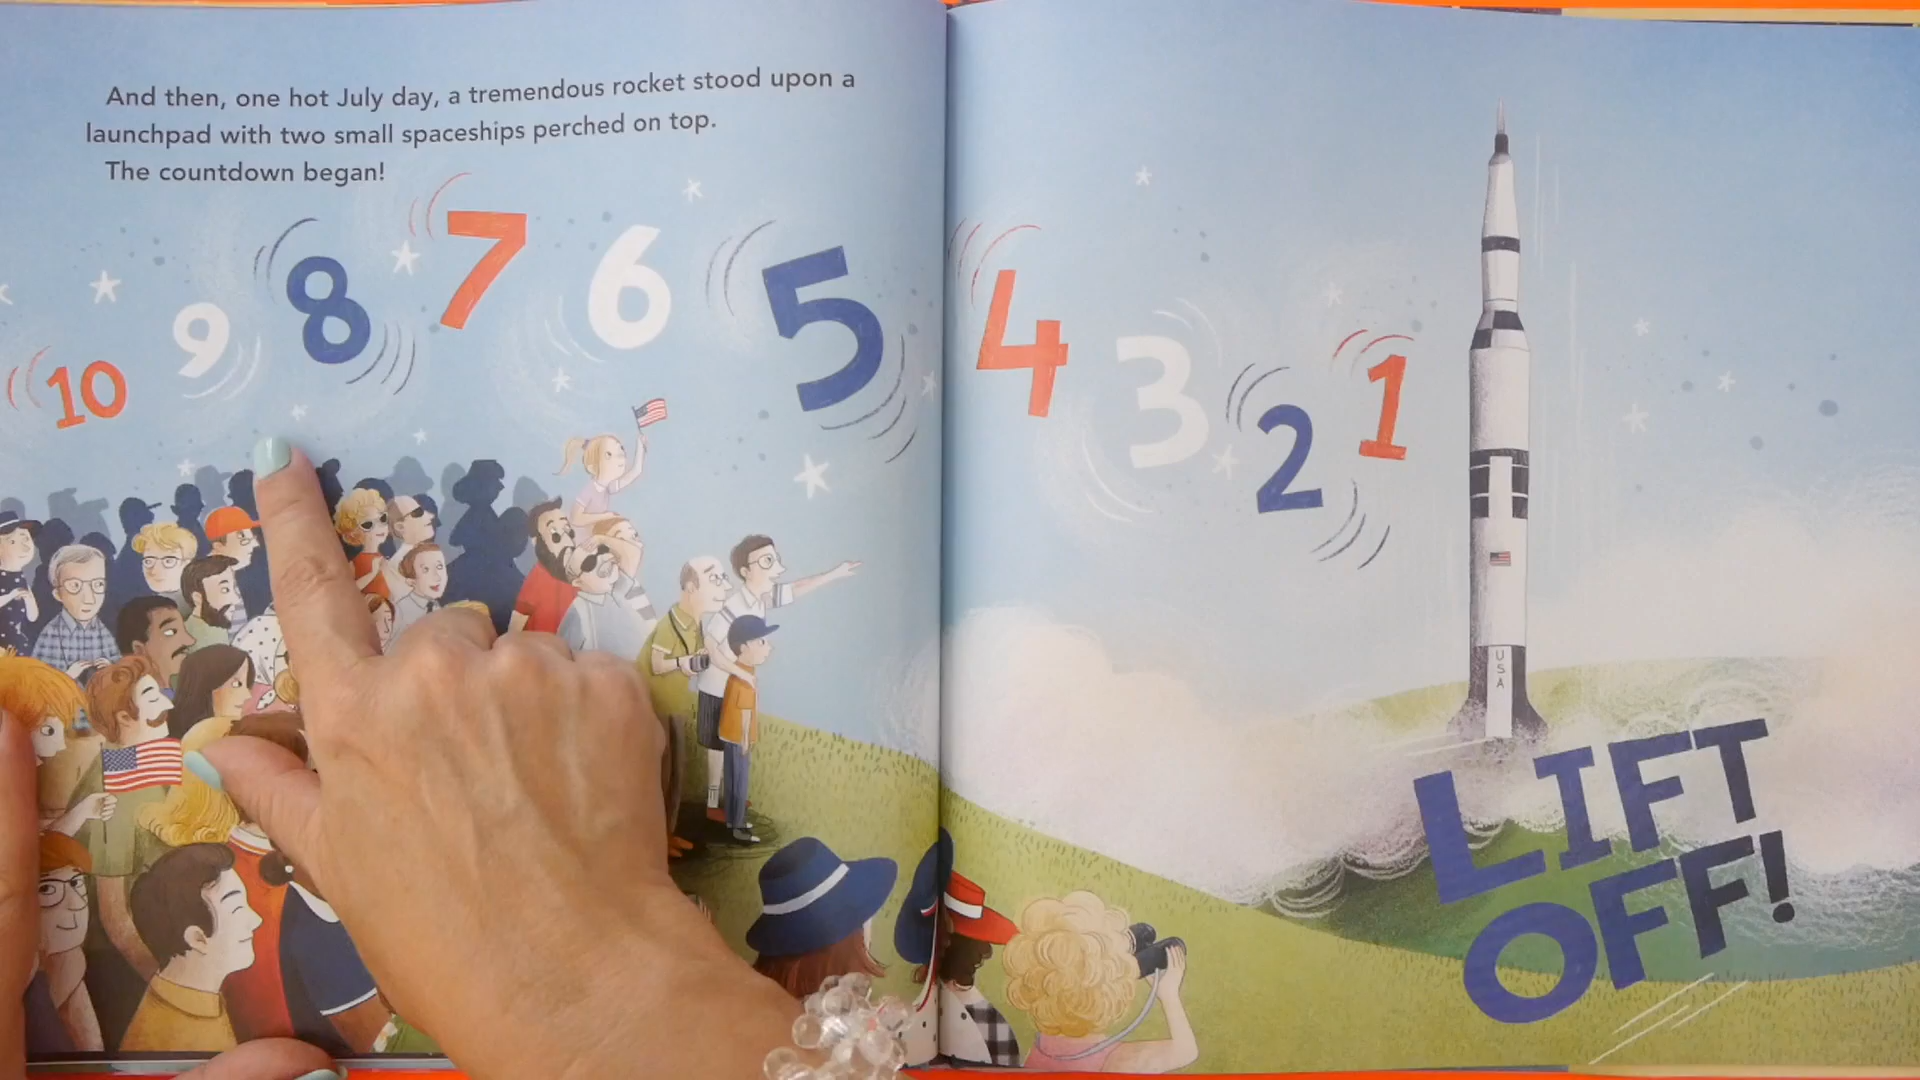 And then, one hot July day, a tremendous rocket stood upon a
launchpad with two small spaceships perched on top.
The countdown began!
10 9 8 7 6 5 4 3 2 1
USA
LIFT
OFF!